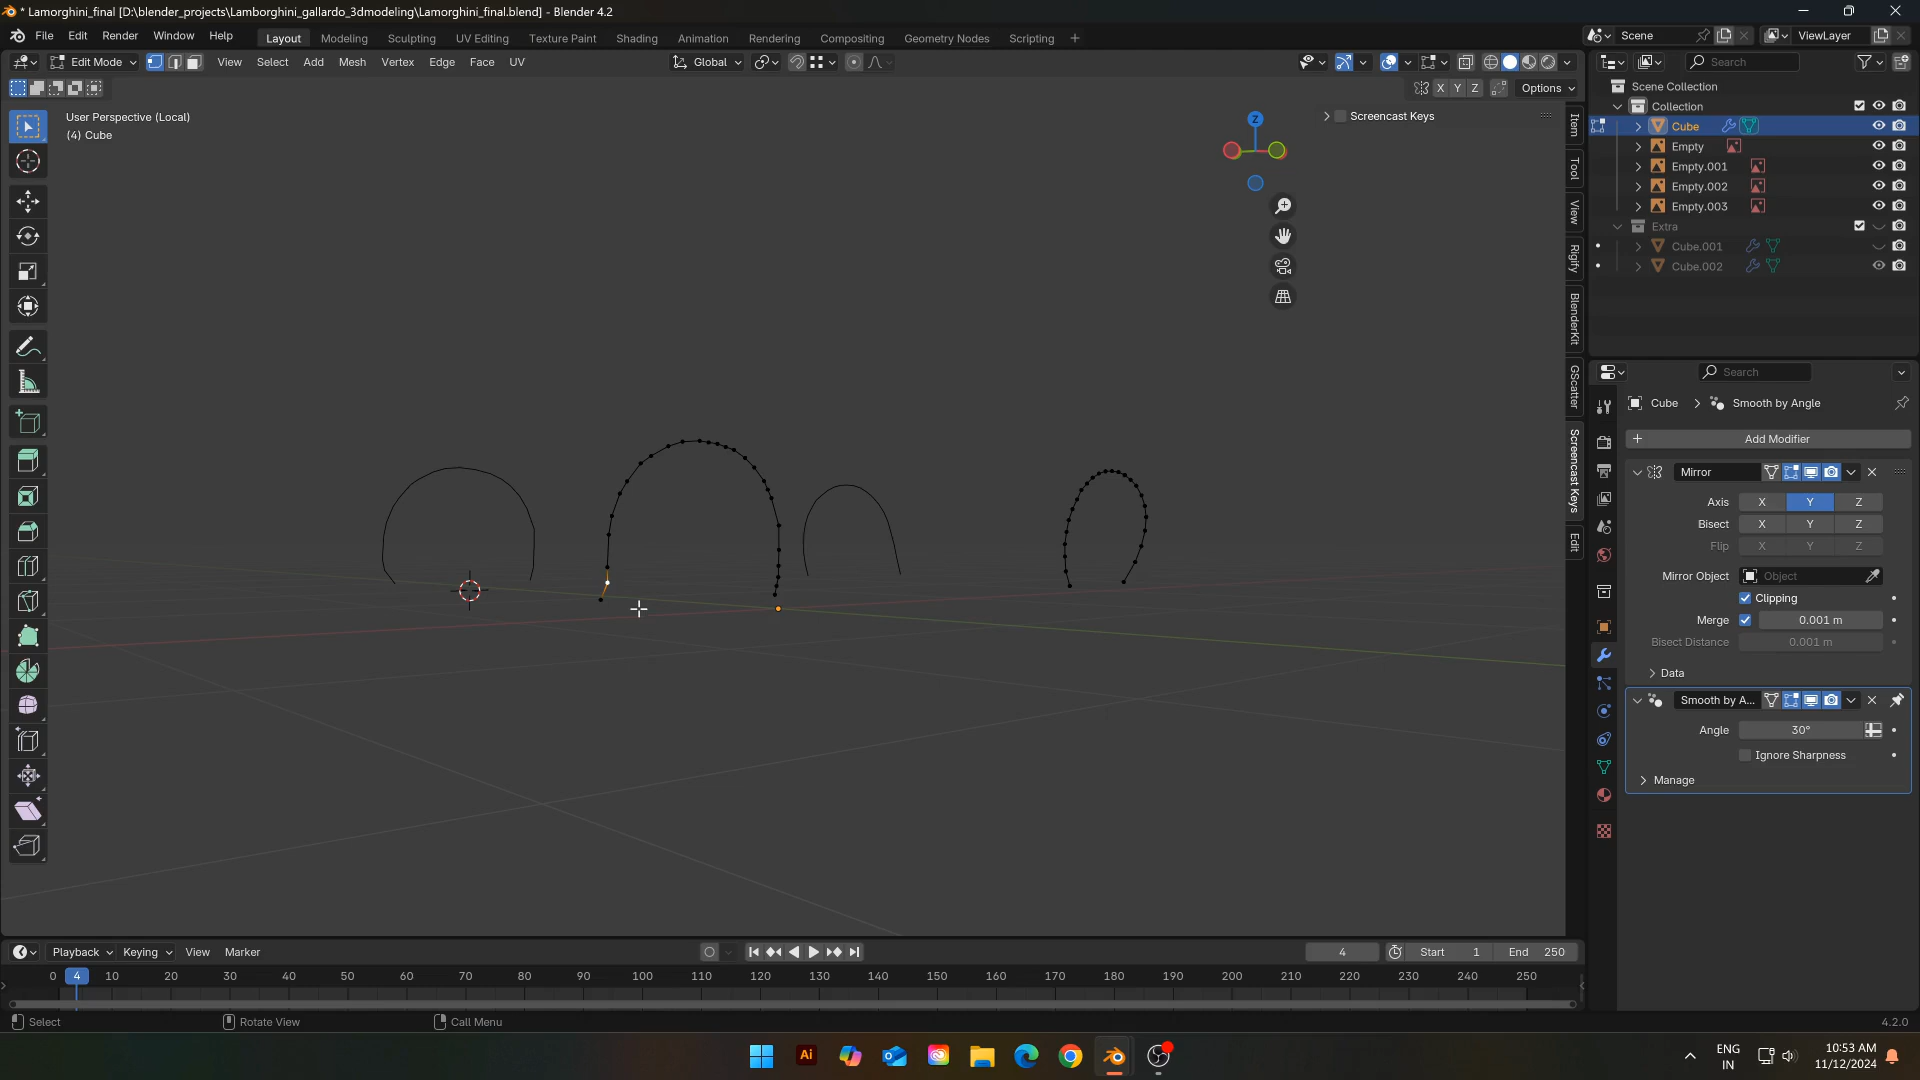 * Lamorghini_final [D:\blender_projects\Lamborghini_gallardo_3dmodeling\Lamorghini_final.blend] - Blender 4.2
File Edit Render Window Help
Layout Modeling Sculpting UV Editing Texture Paint Shading Animation Rendering Compositing Geometry Nodes Scripting +
Scene
ViewLayer
Edit Mode
View Select Add Mesh Vertex Edge Face UV
Global
Search
X Y Z Options
User Perspective (Local)
(4) Cube
Z
Screencast Keys
Item
Tool
View
Rigify
BlenderKit
GScatter
Screencast Keys
Edit
Scene Collection
Collection
Cube
Empty
Empty.001
Empty.002
Empty.003
Extra
Cube.001
Cube.002
Search
Cube > Smooth by Angle
+ Add Modifier
Mirror
Axis X Y Z
Bisect X Y Z
Flip X Y Z
Mirror Object Object
Clipping
Merge 0.001 m
Bisect Distance 0.001 m
Data
Smooth by A...
Angle 30°
Ignore Sharpness
Manage
Playback Keying View Marker
4 Start 1 End 250
0 4 10 20 30 40 50 60 70 80 90 100 110 120 130 140 150 160 170 180 190 200 210 220 230 240 250
Select Rotate View Call Menu
4.2.0
Ai
ENG
IN
10:53 AM
11/12/2024